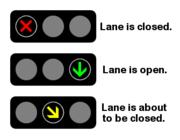 Lane is closed.
Lane is open.
Lane is about
to be closed.